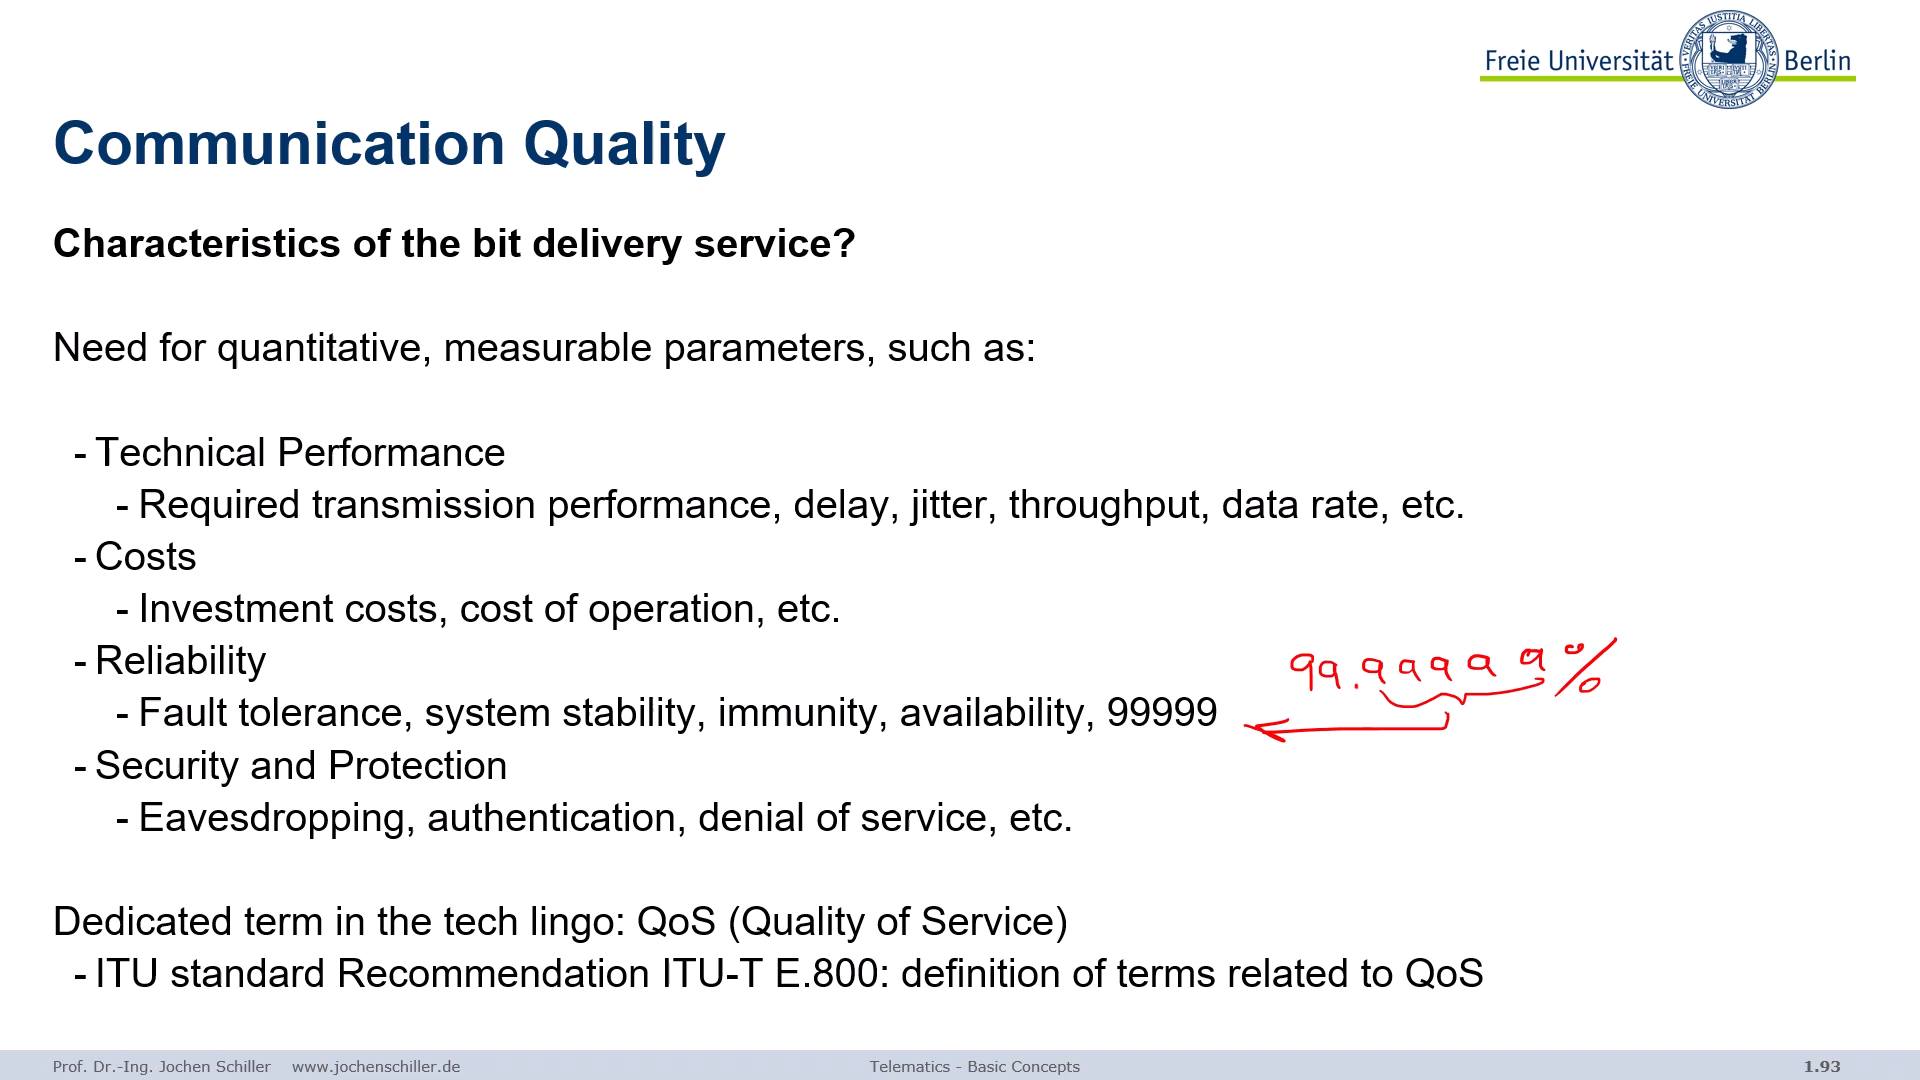 Freie Universität Berlin
Communication Quality
Characteristics of the bit delivery service?
Need for quantitative, measurable parameters, such as:
- Technical Performance
- Required transmission performance, delay, jitter, throughput, data rate, etc.
- Costs
- Investment costs, cost of operation, etc.
- Reliability
99.99999%
- Fault tolerance, system stability, immunity, availability, 99999
- Security and Protection
- Eavesdropping, authentication, denial of service, etc.
Dedicated term in the tech lingo: QoS (Quality of Service)
- ITU standard Recommendation ITU-T E.800: definition of terms related to QoS
Prof. Dr.-Ing. Jochen Schiller www.jochenschiller.de Telematics - Basic Concepts 1.93